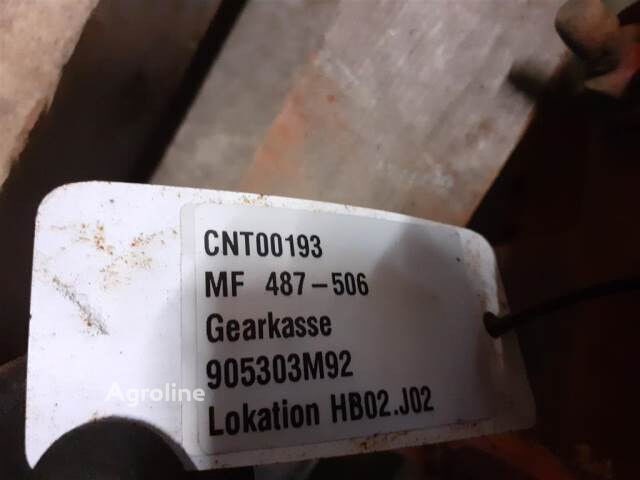 CNT00193
MF 487-506
Gearkasse
905303M92
Lokation HB02.J02
Agroline